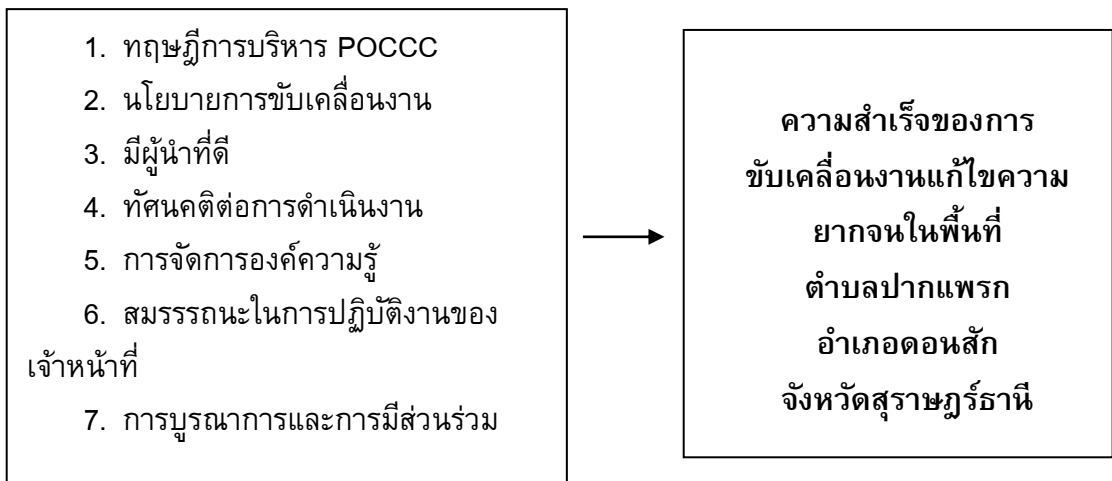 1. ทฤษฎีการบริหาร POCCC
2. นโยบายการขับเคลื่อนงาน
3. มีผู้นำที่ดี
4. ทัศนคติต่อการดำเนินงาน
5. การจัดการองค์ความรู้
6. สมรรรถนะในการปฏิบัติงานของ
เจ้าหน้าที่
7. การบูรณาการและการมีส่วนร่วม
ความสำเร็จของการ
ขับเคลื่อนงานแก้ไขความ
ยากจนในพื้นที่
ตำบลปากแพรก
อำเภอดอนสัก
จังหวัดสุราษฎร์ธานี